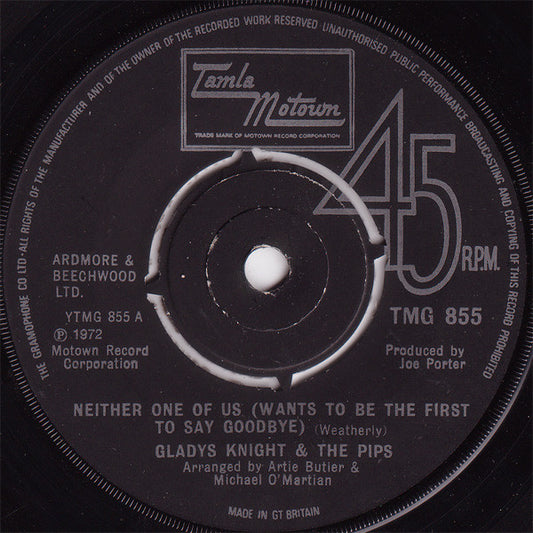 THE GRAMOPHONE CO LTD-ALL RIGHTS OF THE MANUFACTURER AND OF THE OWNER OF THE RECORDED WORK RESERVED UNAUTHORISED PUBLIC PERFORMANCE BROADCASTING AND COPYING OF THIS RECORD PROHIBITED
Tamla
Motown
TRADE MARK OF MOTOWN RECORD CORPORATION
45
R.P.M.
ARDMORE &
BEECHWOOD
LTD.
YTMG 855 A
TMG 855
Ⓟ 1972
Motown Record
Corporation
Produced by
Joe Porter
NEITHER ONE OF US (WANTS TO BE THE FIRST
TO SAY GOODBYE) (Weatherly)
GLADYS KNIGHT & THE PIPS
Arranged by Artie Butier &
Michael O'Martian
MADE IN GT BRITAIN